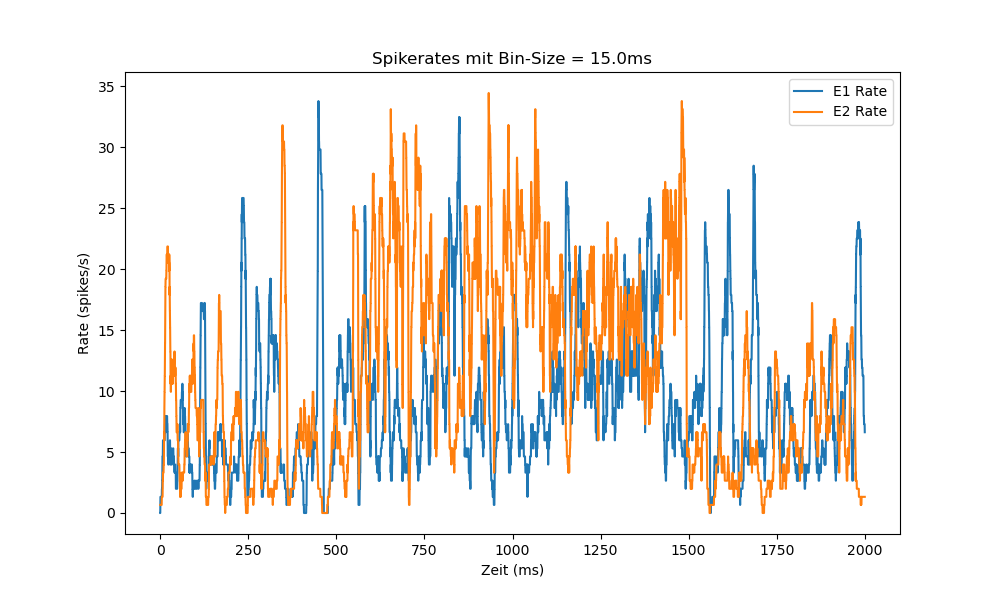 Spikerates mit Bin-Size = 15.0ms
E1 Rate
E2 Rate
Rate (spikes/s)
35
30
25
20
15
10
5
0
0 250 500 750 1000 1250 1500 1750 2000
Zeit (ms)